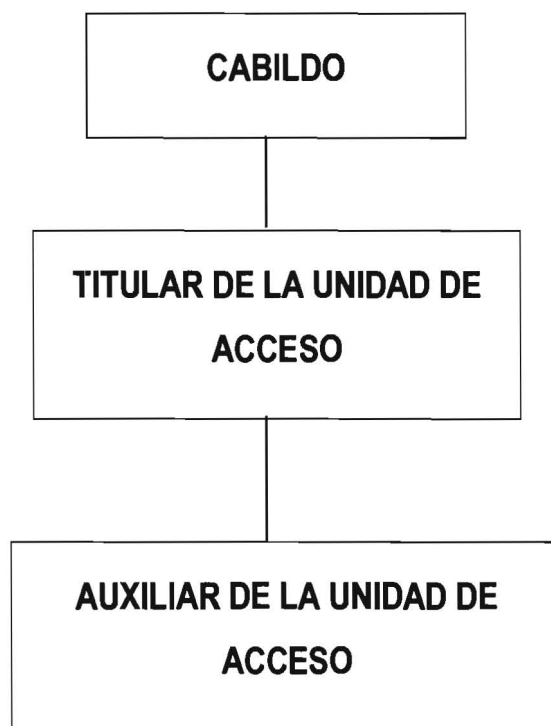 CABILDO
TITULAR DE LA UNIDAD DE
ACCESO
AUXILIAR DE LA UNIDAD DE
ACCESO